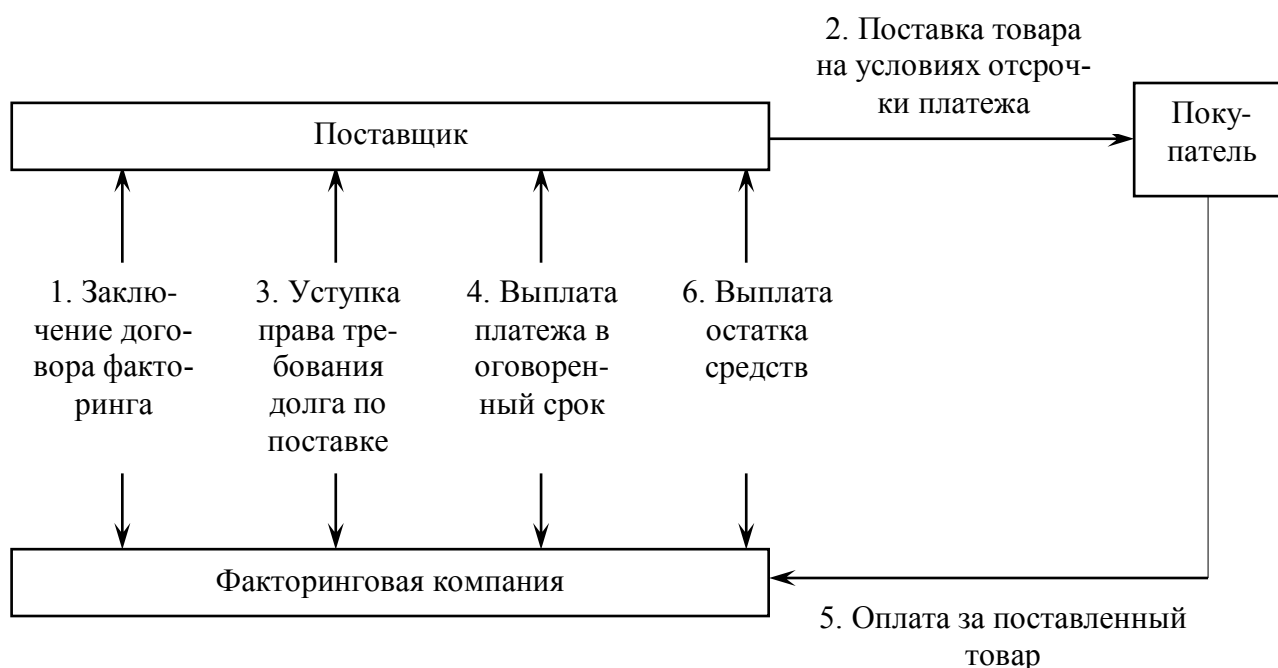 2. Поставка товара
на условиях отсроч-
ки платежа
Поставщик
Поку-
патель
1. Заклю-
чение дого-
вора факто-
ринга
3. Уступка
права тре-
бования
долга по
поставке
4. Выплата
платежа в
оговорен-
ный срок
6. Выплата
остатка
средств
Факторинговая компания
5. Оплата за поставленный
товар